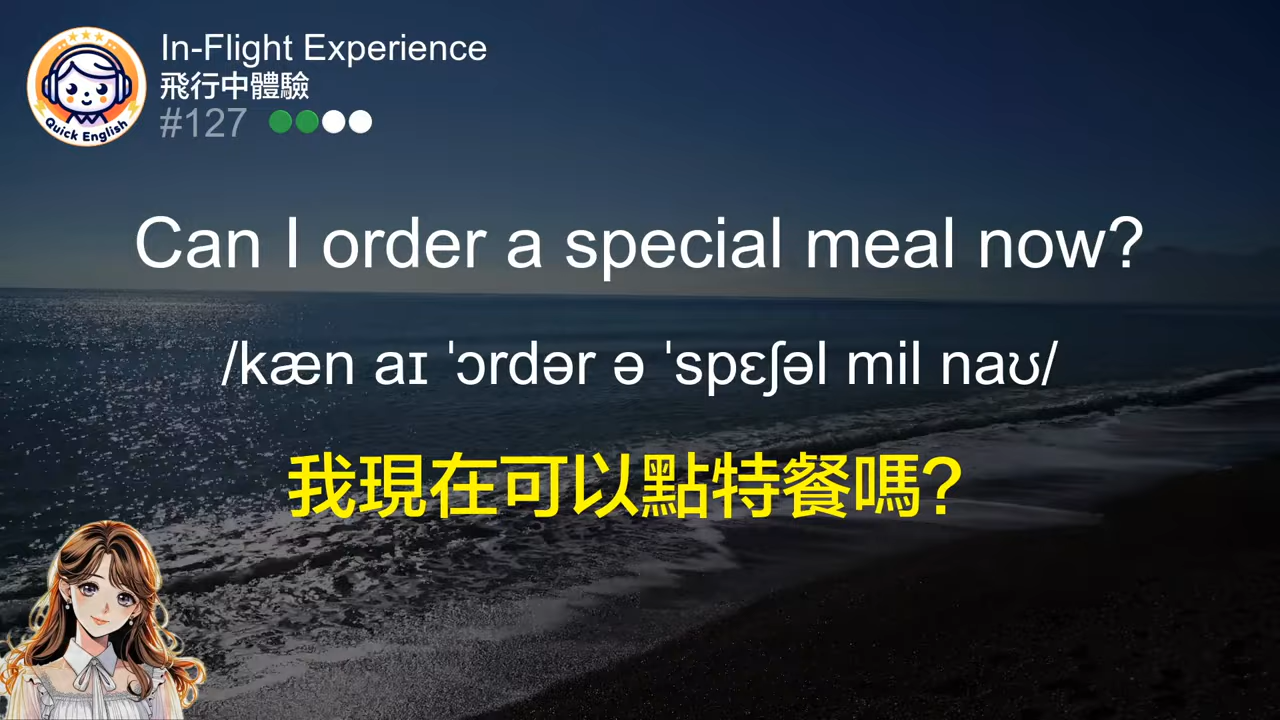 In-Flight Experience
飛行中體驗
#127
Quick English
Can I order a special meal now?
/kæn aɪ ˈɔrdər ə ˈspɛʃəl mil naʊ/
我現在可以點特餐嗎?